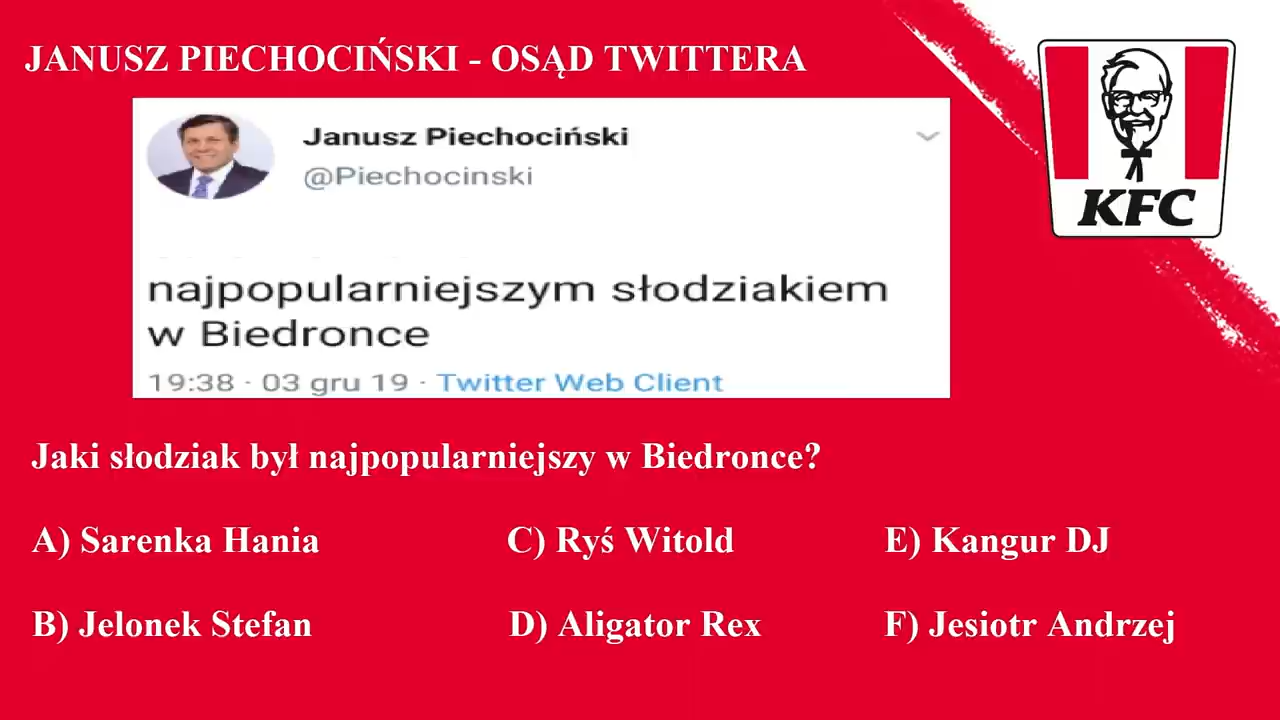 JANUSZ PIECHOCIŃSKI - OSĄD TWITTERA
Janusz Piechociński
@Piechocinski
najpopularniejszym słodziakiem
w Biedronce
19:38 · 03 gru 19 · Twitter Web Client
KFC
Jaki słodziak był najpopularniejszy w Biedronce?
A) Sarenka Hania
C) Ryś Witold
E) Kangur DJ
B) Jelonek Stefan
D) Aligator Rex
F) Jesiotr Andrzej